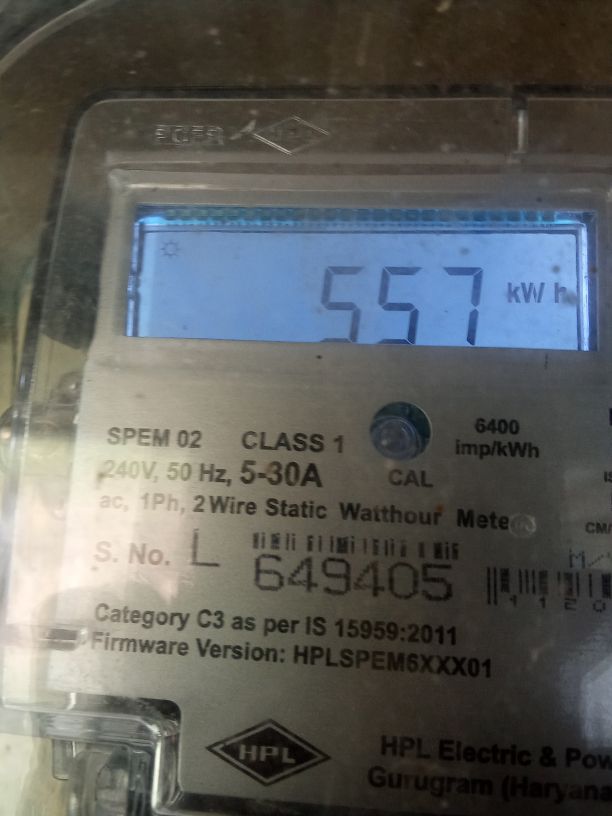 HPL
557 kWh
SPEM 02 CLASS 1
6400
imp/kWh
240V, 50 Hz, 5-30A
CAL
ac, 1Ph, 2 Wire Static Watthour
S. No. L 649405
Category C3 as per IS 15959:2011
Firmware Version: HPLSPEM6XXX01
HPL
HPL Electric &
Gurugram (Haryana